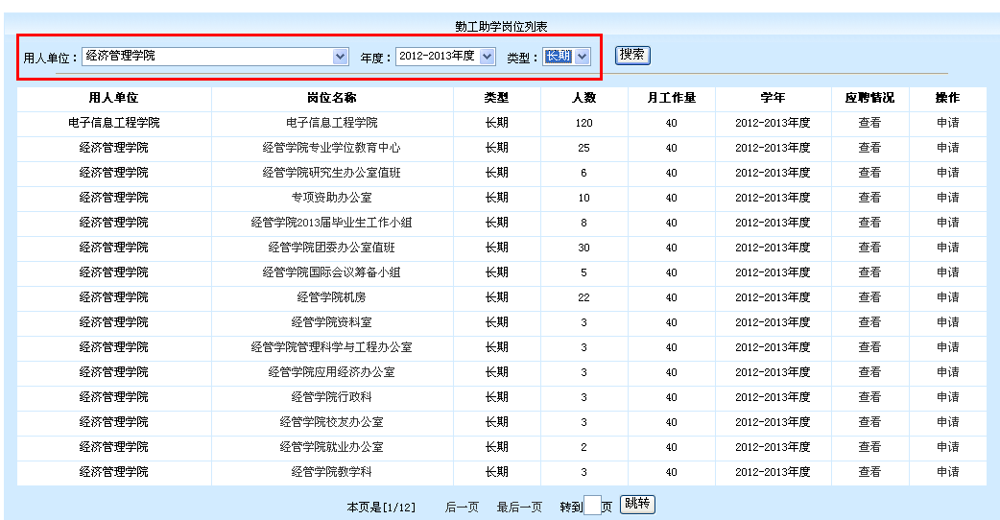 勤工助学岗位列表
用人单位： 经济管理学院 年度： 2012-2013年度 类型： 长期 搜索
用人单位 岗位名称 类型 人数 月工作量 学年 应聘情况 操作
电子信息工程学院 电子信息工程学院 长期 120 40 2012-2013年度 查看 申请
经济管理学院 经管学院专业学位教育中心 长期 25 40 2012-2013年度 查看 申请
经济管理学院 经管学院研究生办公室值班 长期 6 40 2012-2013年度 查看 申请
经济管理学院 专项资助办公室 长期 10 40 2012-2013年度 查看 申请
经济管理学院 经管学院2013届毕业生工作小组 长期 8 40 2012-2013年度 查看 申请
经济管理学院 经管学院团委办公室值班 长期 30 40 2012-2013年度 查看 申请
经济管理学院 经管学院国际会议筹备小组 长期 5 40 2012-2013年度 查看 申请
经济管理学院 经管学院机房 长期 22 40 2012-2013年度 查看 申请
经济管理学院 经管学院资料室 长期 3 40 2012-2013年度 查看 申请
经济管理学院 经管学院管理科学与工程办公室 长期 3 40 2012-2013年度 查看 申请
经济管理学院 经管学院应用经济办公室 长期 3 40 2012-2013年度 查看 申请
经济管理学院 经管学院行政科 长期 3 40 2012-2013年度 查看 申请
经济管理学院 经管学院校友办公室 长期 3 40 2012-2013年度 查看 申请
经济管理学院 经管学院就业办公室 长期 2 40 2012-2013年度 查看 申请
经济管理学院 经管学院教学科 长期 3 40 2012-2013年度 查看 申请
本页是[1/12] 后一页 最后一页 转到 页 跳转